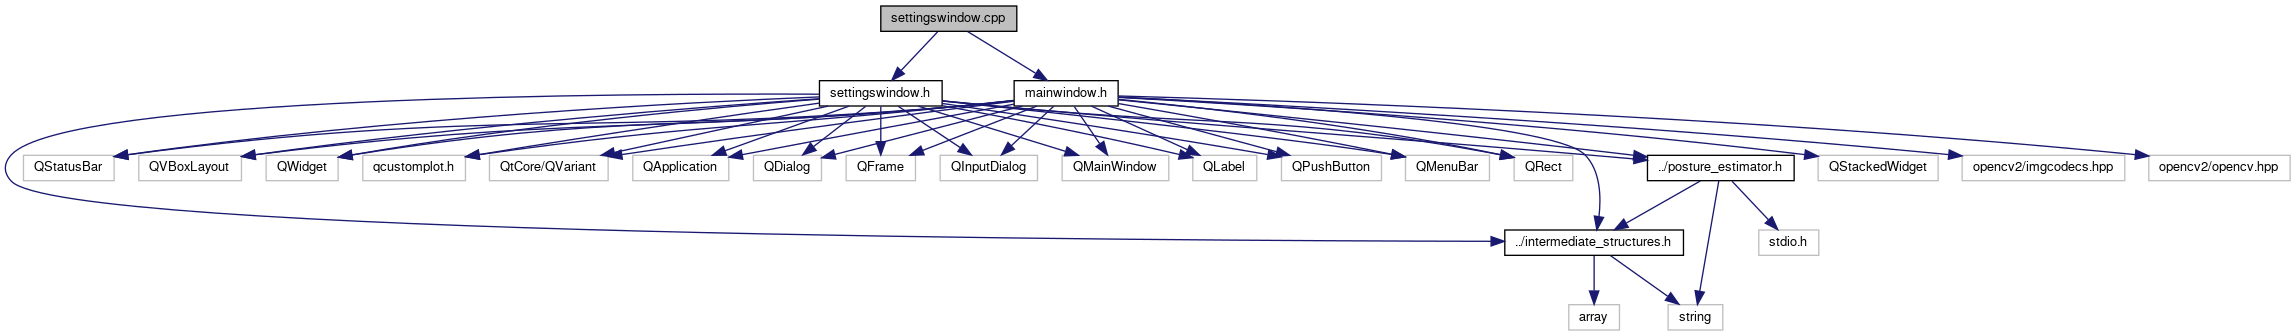 settingswindow.cpp
settingswindow.h
mainwindow.h
QStatusBar
QVBoxLayout
QWidget
qcustomplot.h
QtCore/QVariant
QApplication
QDialog
QFrame
QInputDialog
QMainWindow
QLabel
QPushButton
QMenuBar
QRect
../posture_estimator.h
QStackedWidget
opencv2/imgcodecs.hpp
opencv2/opencv.hpp
../intermediate_structures.h
stdio.h
array
string